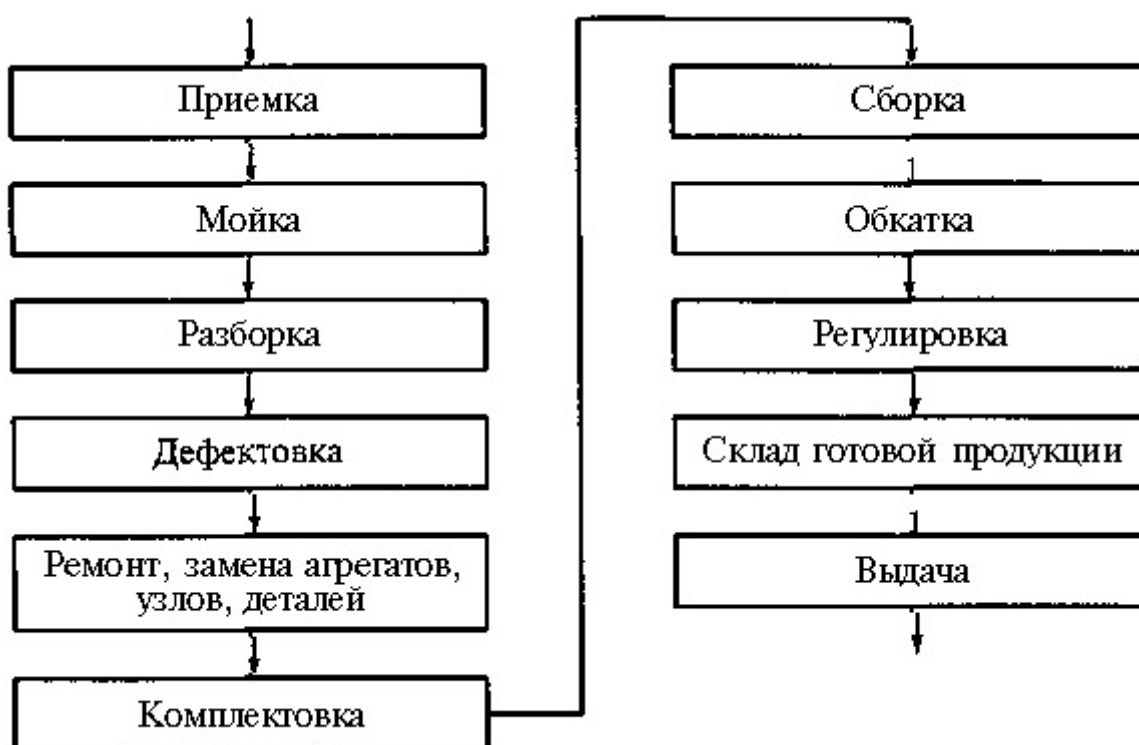 Приемка
Мойка
Разборка
Дефектовка
Ремонт, замена агрегатов,
узлов, деталей
Комплектовка
Сборка
Обкатка
Регулировка
Склад готовой продукции
Выдача